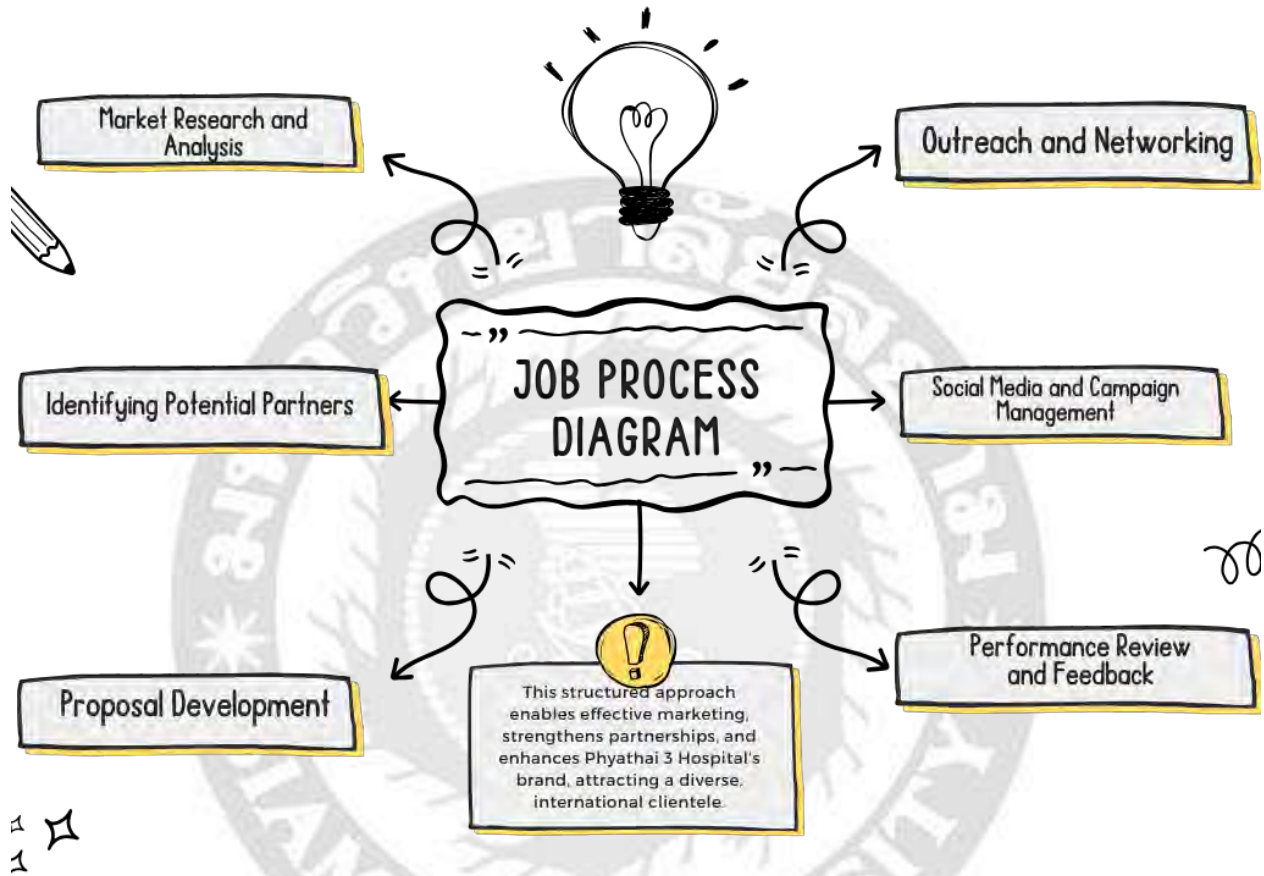 Market Research and
Analysis
Outreach and Networking
JOB PROCESS
DIAGRAM
Identifying Potential Partners
Social Media and Campaign
Management
Proposal Development
Performance Review
and Feedback
This structured approach
enables effective marketing,
strengthens partnerships, and
enhances Phyathai 3 Hospital's
brand, attracting a diverse,
international clientele